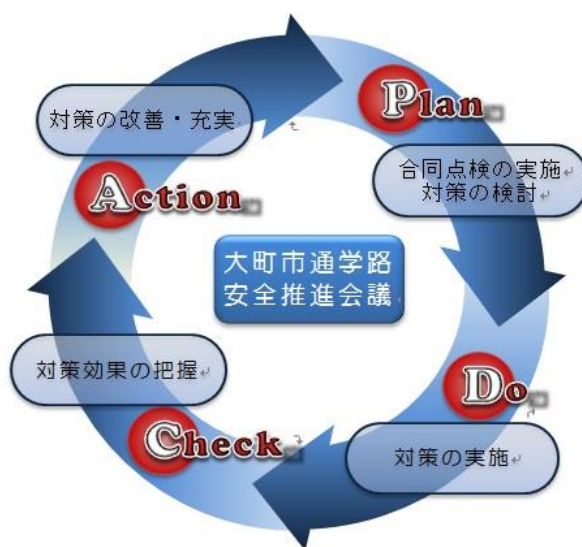 Plan
合同点検の実施
対策の検討
Do
対策の実施
Check
対策効果の把握
Action
対策の改善・充実
大町市通学路
安全推進会議